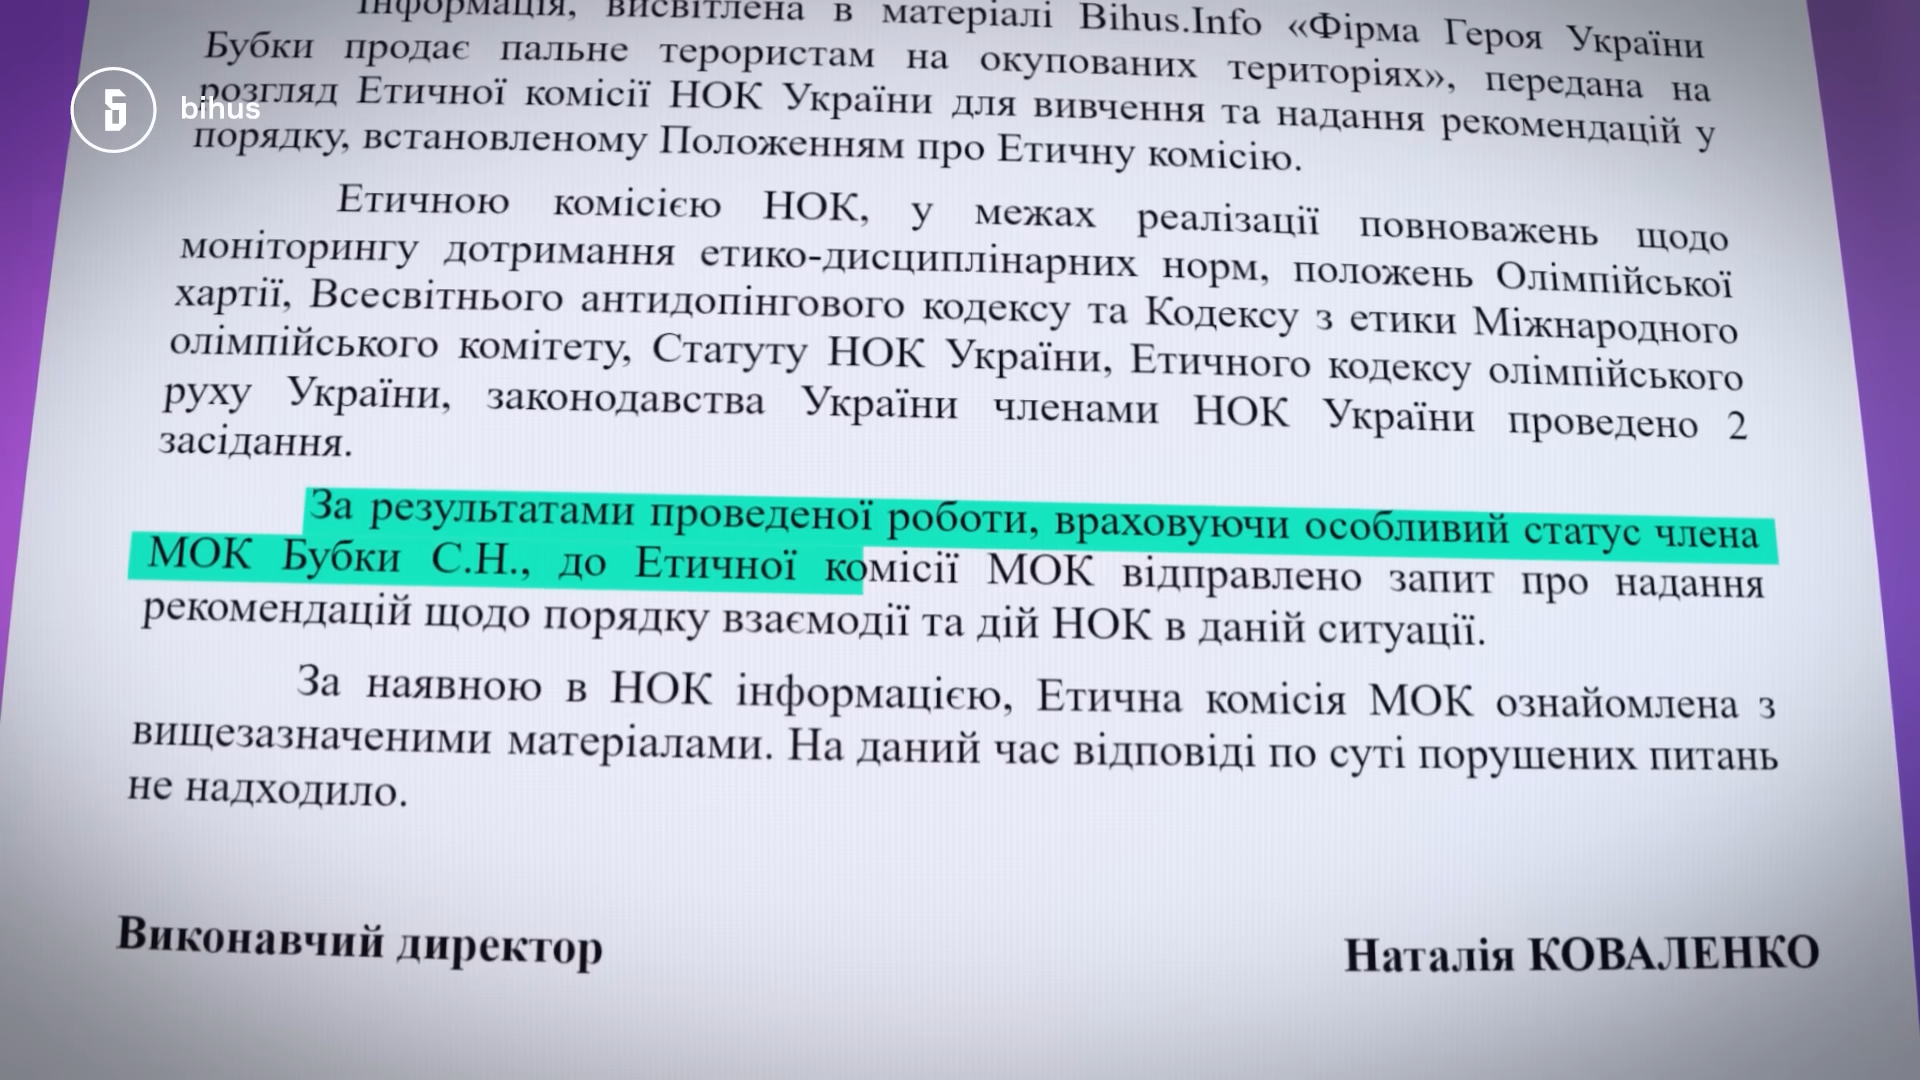 Інформація, висвітлена в матеріалі Bihus.Info «Фірма Героя України
Бубки продає пальне терористам на окупованих територіях», передана на
розгляд Етичної комісії НОК України для вивчення та надання рекомендацій у
bihus
порядку, встановленому Положенням про Етичну комісію.
Етичною комісією НОК, у межах реалізації повноважень щодо
моніторингу дотримання етико-дисциплінарних норм, положень Олімпійської
хартії, Всесвітнього антидопінгового кодексу та Кодексу з етики Міжнародного
олімпійського комітету, Статуту НОК України, Етичного кодексу олімпійського
руху України, законодавства України членами НОК України проведено 2
засідання.
За результатами проведеної роботи, враховуючи особливий статус члена
МОК Бубки С.Н., до Етичної комісії МОК відправлено запит про надання
рекомендацій щодо порядку взаємодії та дій НОК в даній ситуації.
За наявною в НОК інформацією, Етична комісія МОК ознайомлена з
вищезазначеними матеріалами. На даний час відповіді по суті порушених питань
не надходило.
Виконавчий директор
Наталія КОВАЛЕНКО